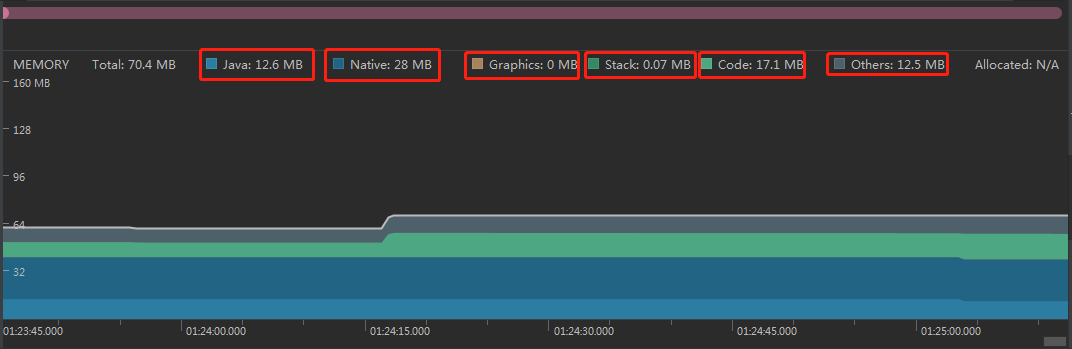 MEMORY Total: 70.4 MB Java: 12.6 MB Native: 28 MB Graphics: 0 MB Stack: 0.07 MB Code: 17.1 MB Others: 12.5 MB Allocated: N/A
160 MB
128
96
64
32
01:23:45.000 01:24:00.000 01:24:15.000 01:24:30.000 01:24:45.000 01:25:00.000